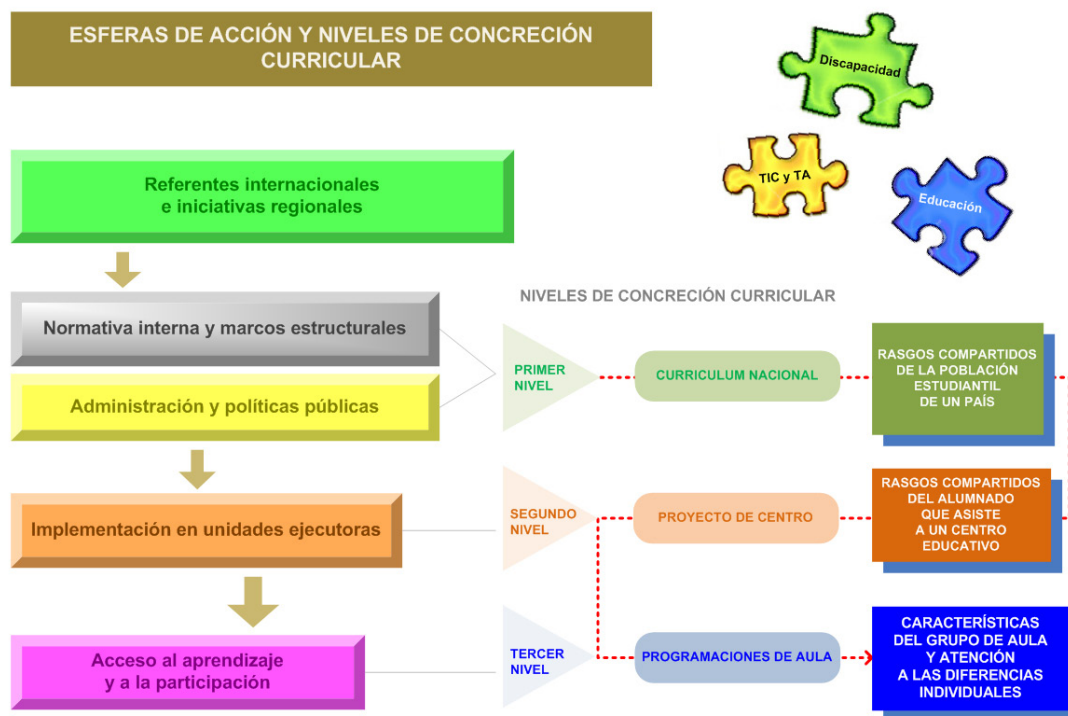 ESFERAS DE ACCIÓN Y NIVELES DE CONCRECIÓN
CURRICULAR
Discapacidad
TIC y TA
Educación
Referentes internacionales
e iniciativas regionales
Normativa interna y marcos estructurales
Administración y políticas públicas
Implementación en unidades ejecutoras
Acceso al aprendizaje
y a la participación
NIVELES DE CONCRECIÓN CURRICULAR
PRIMER
NIVEL
CURRICULUM NACIONAL
RASGOS COMPARTIDOS
DE LA POBLACIÓN
ESTUDIANTIL
DE UN PAÍS
SEGUNDO
NIVEL
PROYECTO DE CENTRO
RASGOS COMPARTIDOS
DEL ALUMNADO
QUE ASISTE
A UN CENTRO
EDUCATIVO
TERCER
NIVEL
PROGRAMACIONES DE AULA
CARACTERÍSTICAS
DEL GRUPO DE AULA
Y ATENCIÓN
A LAS DIFERENCIAS
INDIVIDUALES